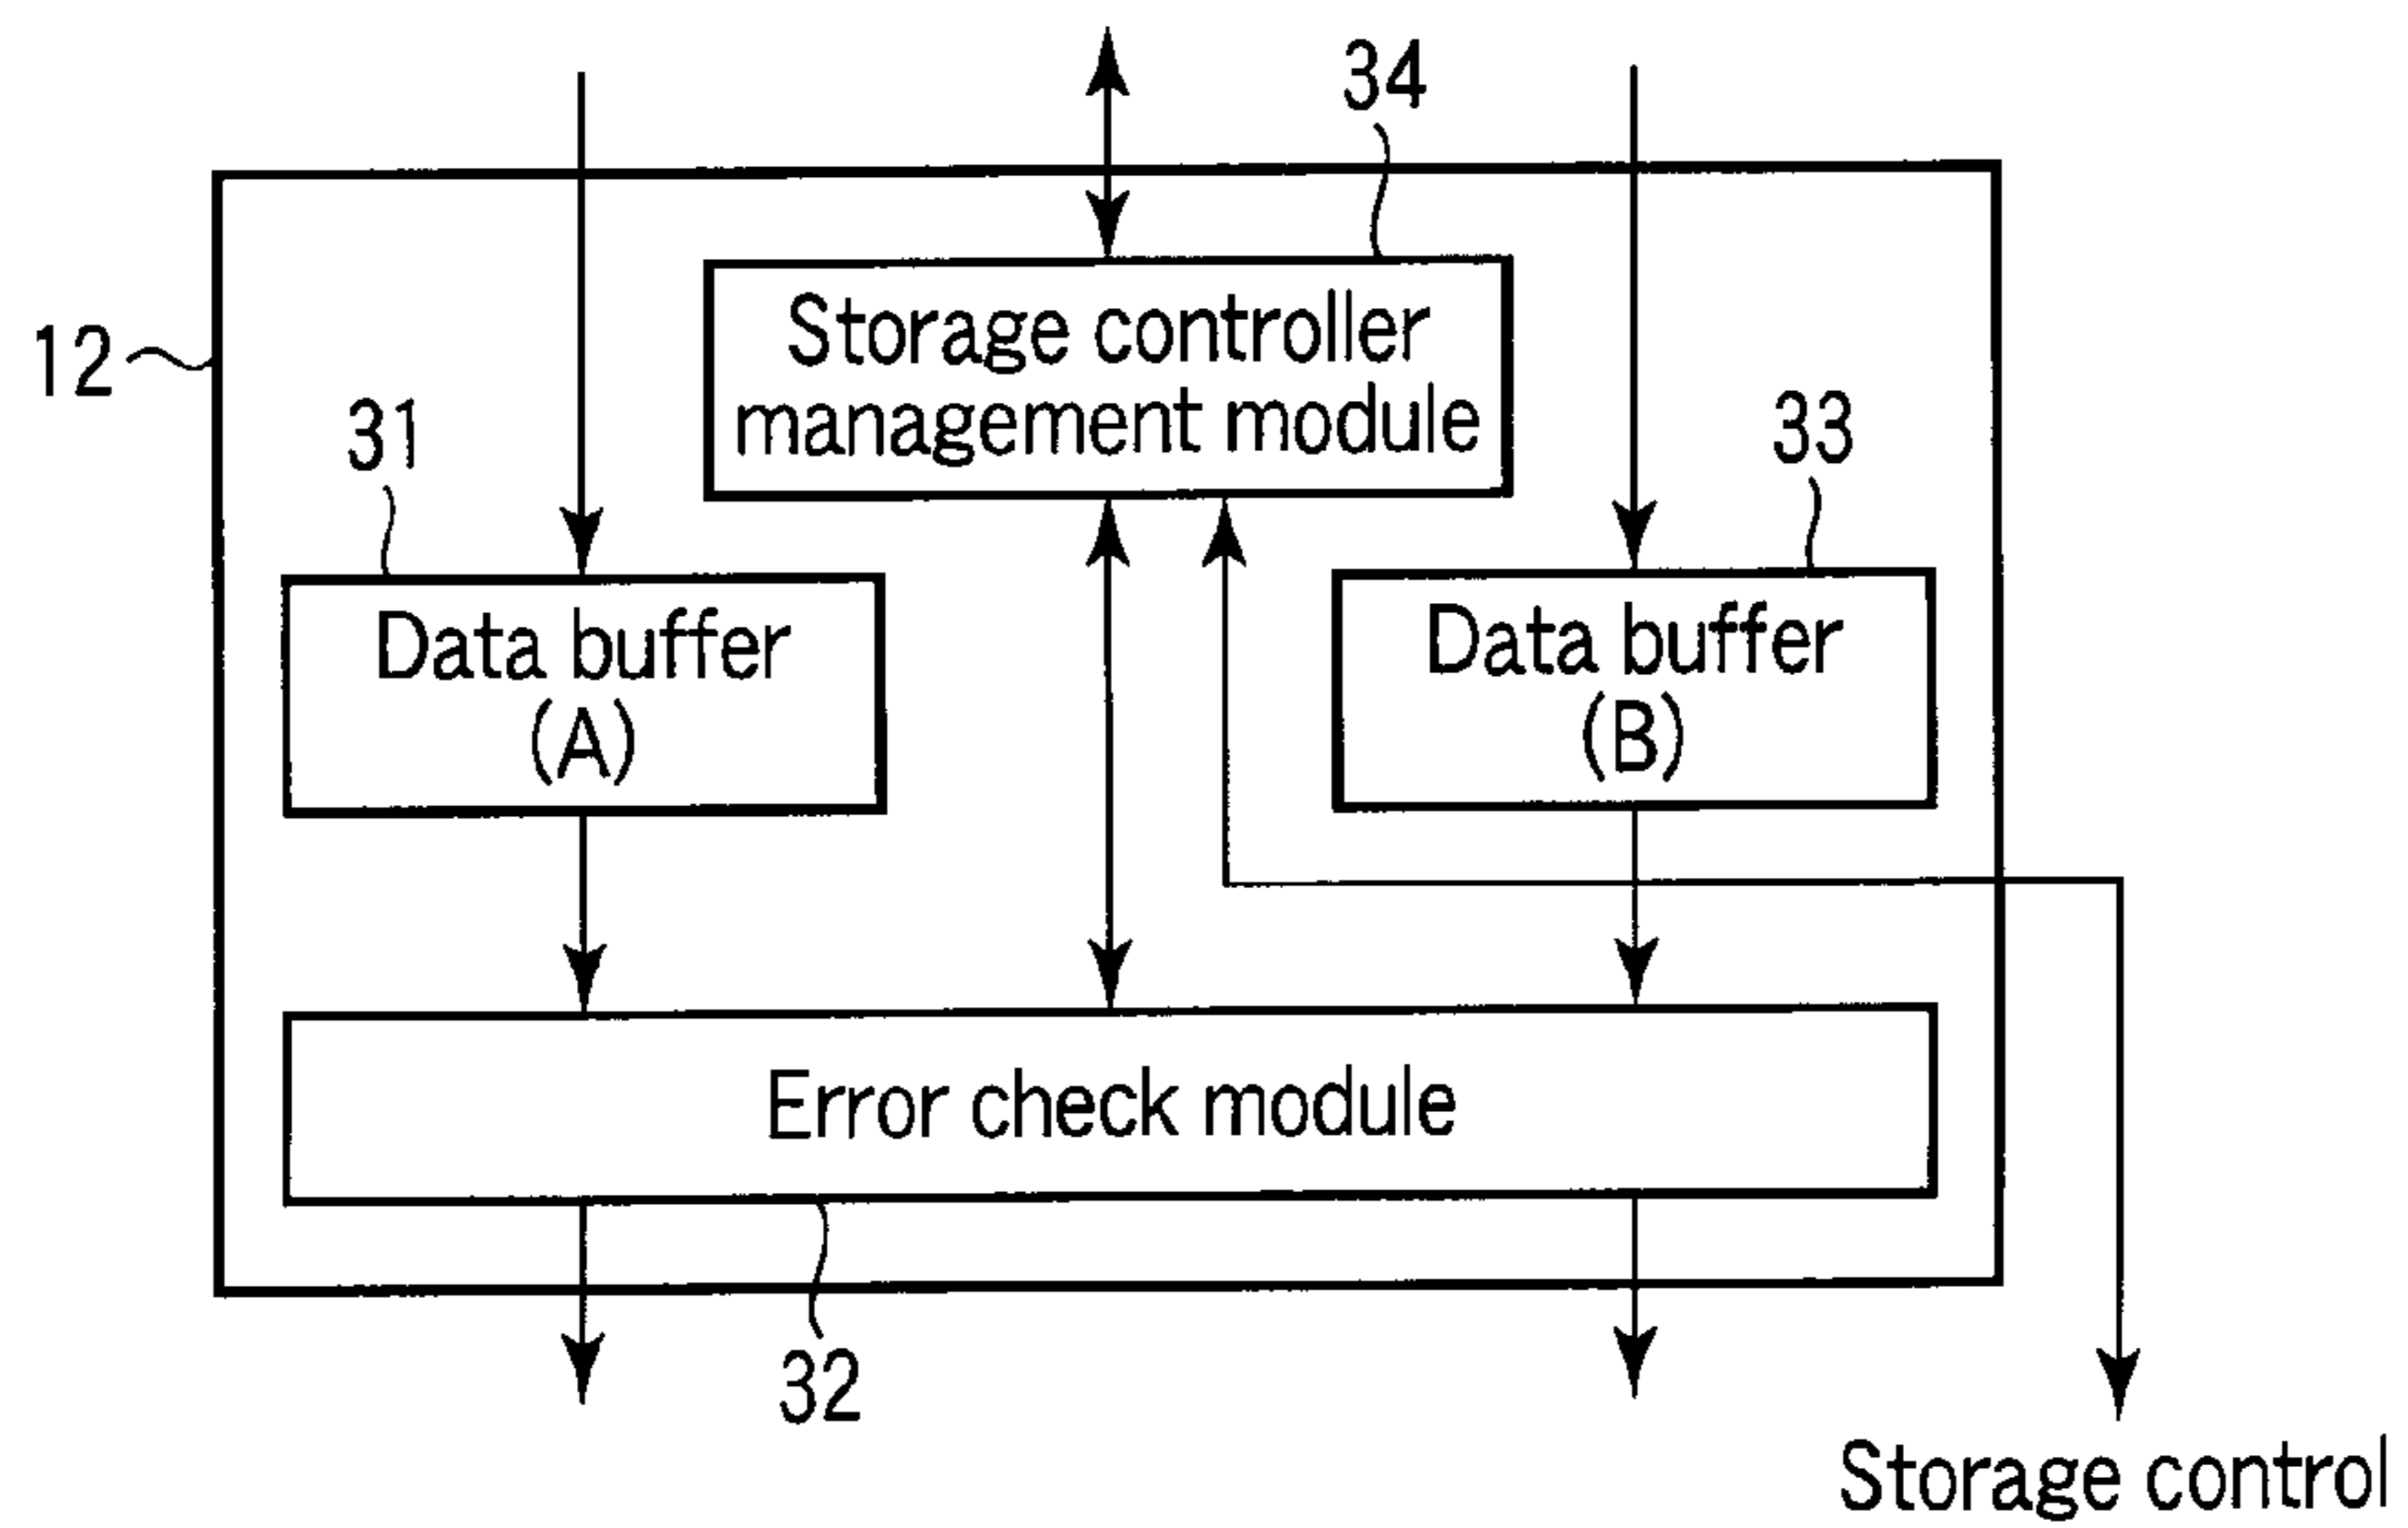 34
Storage controller
management module
12
31
33
Data buffer
(A)
Data buffer
(B)
Error check module
32
Storage control